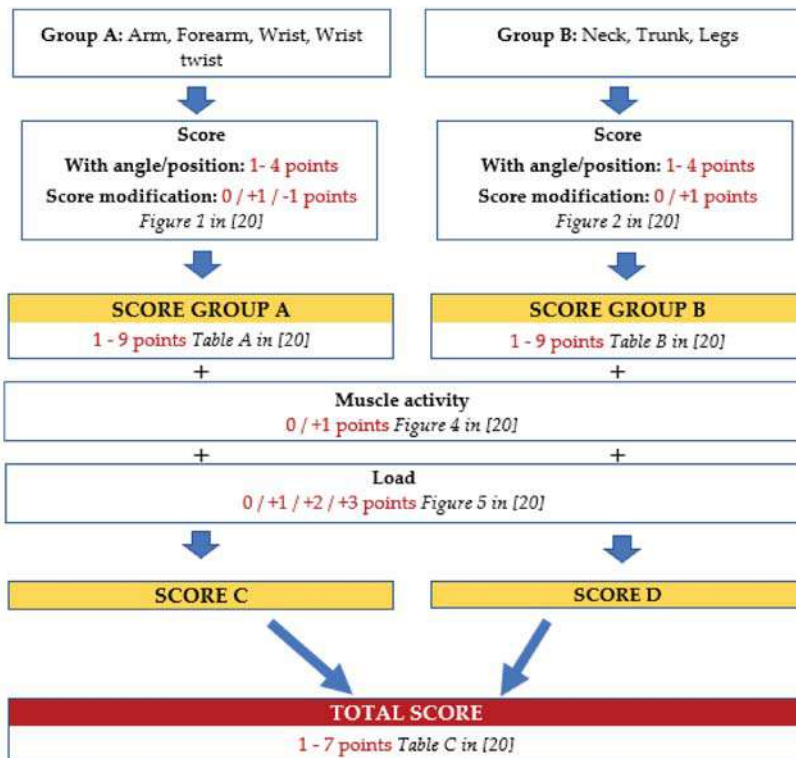 Group A: Arm, Forearm, Wrist, Wrist
twist
Group B: Neck, Trunk, Legs
Score
With angle/position: 1- 4 points
Score modification: 0 / +1 / -1 points
Figure 1 in [20]
Score
With angle/position: 1- 4 points
Score modification: 0 / +1 points
Figure 2 in [20]
SCORE GROUP A
1 - 9 points Table A in [20]
SCORE GROUP B
1 - 9 points Table B in [20]
+
+
Muscle activity
0 / +1 points Figure 4 in [20]
+
+
Load
0 / +1 / +2 / +3 points Figure 5 in [20]
SCORE C
SCORE D
TOTAL SCORE
1 - 7 points Table C in [20]